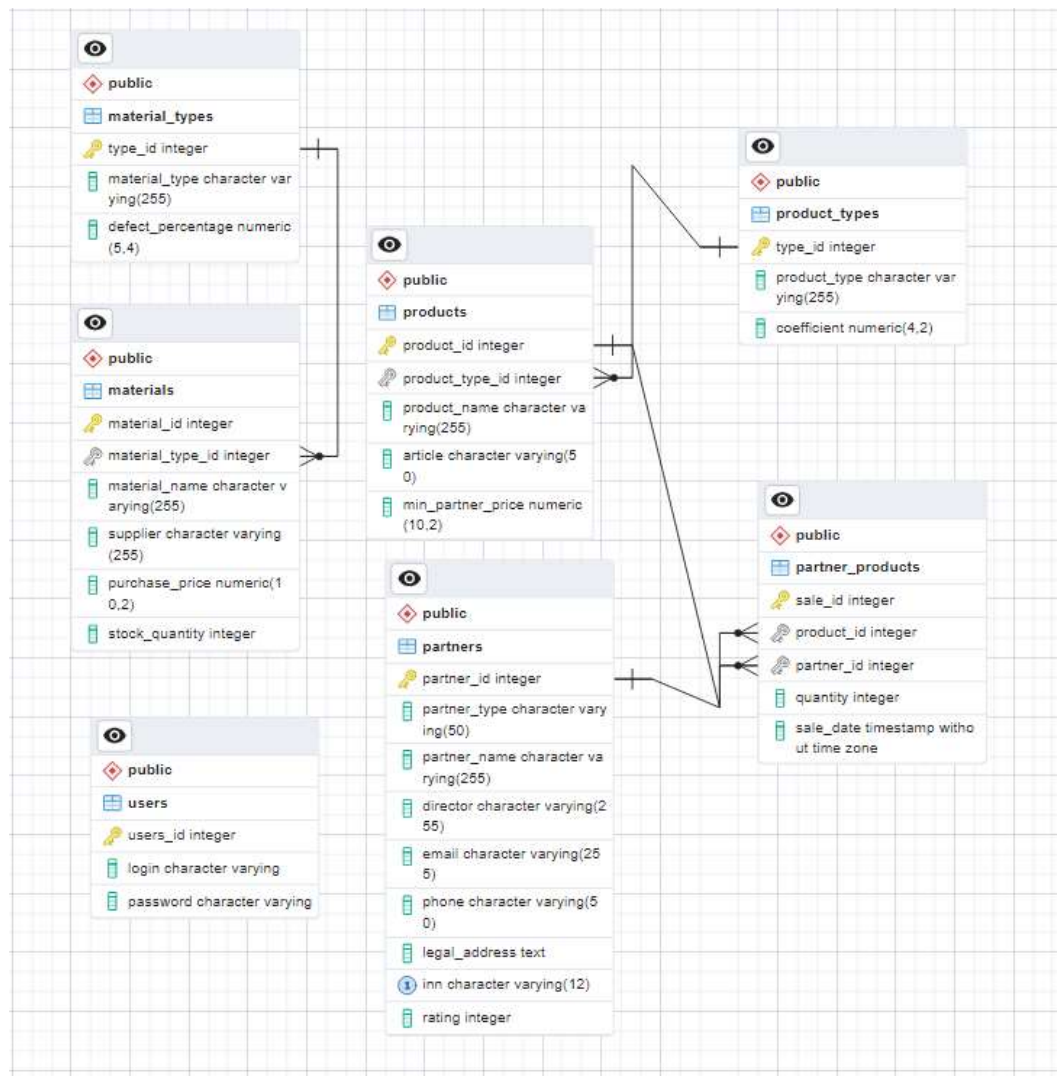 public
material_types
type_id integer
material_type character var
ying(255)
defect_percentage numeric
(5,4)
public
materials
material_id integer
material_type_id integer
material_name character v
arying(255)
supplier character varying
(255)
purchase_price numeric(1
0,2)
stock_quantity integer
public
users
users_id integer
login character varying
password character varying
public
products
product_id integer
product_type_id integer
product_name character va
rying(255)
article character varying(5
0)
min_partner_price numeric
(10,2)
public
partners
partner_id integer
partner_type character vary
ing(50)
partner_name character va
rying(255)
director character varying(2
55)
email character varying(25
5)
phone character varying(5
0)
legal_address text
1 inn character varying(12)
rating integer
public
product_types
type_id integer
product_type character var
ying(255)
coefficient numeric(4,2)
public
partner_products
sale_id integer
product_id integer
partner_id integer
quantity integer
sale_date timestamp witho
ut time zone